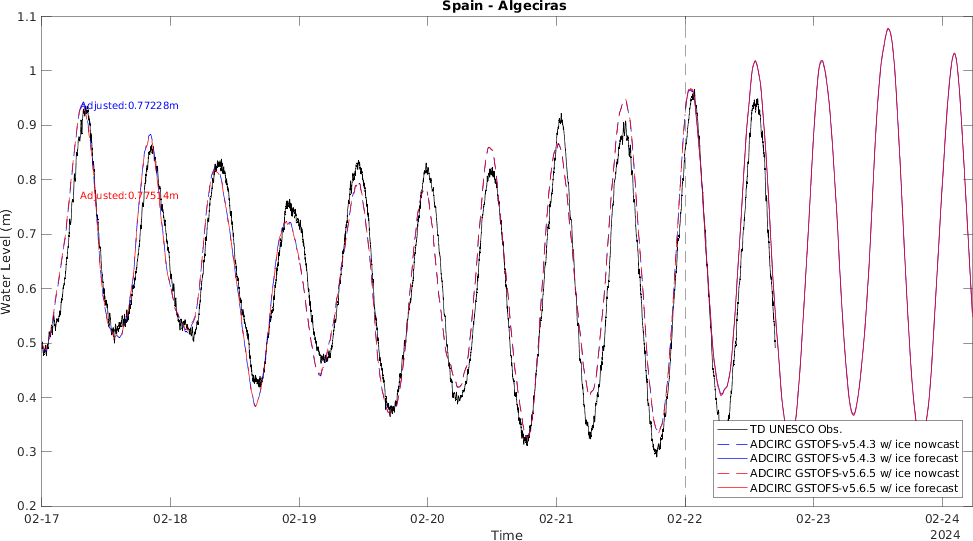 Spain - Algeciras
1.1
1
0.9
0.8
0.7
0.6
0.5
0.4
0.3
0.2
Water Level (m)
Adjusted:0.77228m
Adjusted:0.77514m
TD UNESCO Obs.
ADCIRC GSTOFS-v5.4.3 w/ ice nowcast
ADCIRC GSTOFS-v5.4.3 w/ ice forecast
ADCIRC GSTOFS-v5.6.5 w/ ice nowcast
ADCIRC GSTOFS-v5.6.5 w/ ice forecast
02-17 02-18 02-19 02-20 02-21 02-22 02-23 02-24
Time
2024